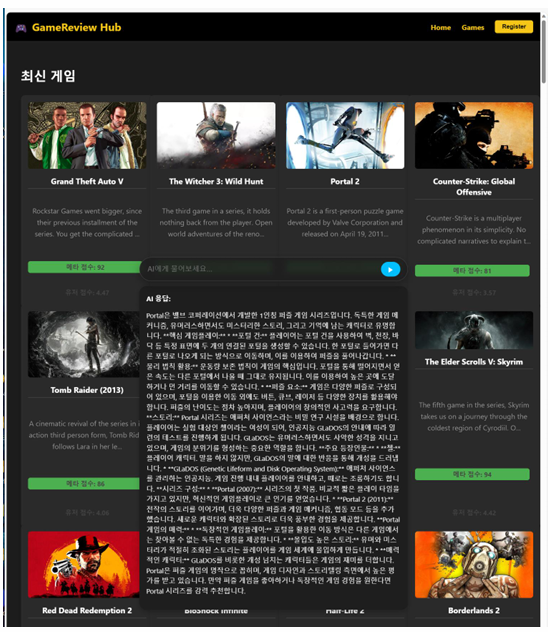 GameReview Hub
Home
Games
Register
최신 게임
Grand Theft Auto V
The Witcher 3: Wild Hunt
Portal 2
Counter-Strike: Global
Offensive
Rockstar Games went bigger, since
their previous installment of the
series. You get the complicated ...
The third game in a series, it holds
nothing back from the player. Open
world adventures of the reno...
Portal 2 is a first-person puzzle game
developed by Valve Corporation and
released on April 19, 2011...
Counter-Strike is a multiplayer
phenomenon in its simplicity. No
complicated narratives to explain t...
메타 점수: 92
메타 점수: 81
유저 점수: 4.47
유저 점수: 3.57
AI에게 물어보세요...
AI 응답:
Portal은 밸브 코퍼레이션에서 개발한 1인칭 퍼즐 게임 시리즈입니다. 독특한 게임 메
커니즘, 유머러스하면서도 미스터리한 스토리, 그리고 기억에 남는 캐릭터로 유명합
니다. **핵심 게임플레이:** * **포털 건:** 플레이어는 포털 건을 사용하여 벽, 천장, 바
닥 등 특정 표면에 두 개의 연결된 포털을 생성할 수 있습니다. 한 포털로 들어가면 다
른 포털로 나오게 되는 방식으로 이동하며, 이를 이용하여 퍼즐을 풀어나갑니다. * **
물리 법칙 활용:** 운동량 보존 법칙이 게임의 핵심입니다. 포털을 통해 떨어지면서 얻
은 속도는 다른 포털에서 나올 때 그대로 유지됩니다. 이를 이용하여 높은 곳에 도달
하거나 먼 거리를 이동할 수 있습니다. * **퍼즐 요소:** 게임은 다양한 퍼즐로 구성되
어 있으며, 포털을 이용한 이동 외에도 버튼, 큐브, 레이저 등 다양한 장치를 활용해야
합니다. 퍼즐의 난이도는 점차 높아지며, 플레이어의 창의적인 사고력을 요구합니다.
**스토리:** Portal 시리즈는 애퍼처 사이언스라는 비밀 연구 시설을 배경으로 합니다.
플레이어는 실험 대상인 첼이라는 여성이 되어, 인공지능 GLaDOS의 안내에 따라 일
련의 테스트를 진행하게 됩니다. GLaDOS는 유머러스하면서도 사악한 성격을 지니고
있으며, 게임의 분위기를 형성하는 중요한 역할을 합니다. **주요 등장인물:** * **첼:**
플레이어 캐릭터. 말을 하지 않지만, GLaDOS의 말에 대한 반응을 통해 개성을 드러냅
니다. * **GLaDOS (Genetic Lifeform and Disk Operating System):** 애퍼처 사이언스
를 관리하는 인공지능. 게임 진행 내내 플레이어를 안내하고, 때로는 조롱하기도 합니
다. **시리즈 구성:** * **Portal (2007):** 시리즈의 첫 작품. 비교적 짧은 플레이 타임을
가지고 있지만, 혁신적인 게임플레이로 큰 인기를 얻었습니다. * **Portal 2 (2011):**
전작의 스토리를 이어가며, 더욱 다양한 퍼즐과 게임 메커니즘, 협동 모드 등을 추가
했습니다. 새로운 캐릭터와 확장된 스토리로 더욱 풍부한 경험을 제공합니다. **Portal
게임의 매력:** * **독창적인 게임플레이:** 포털을 활용한 이동 방식은 다른 게임에서
는 찾아볼 수 없는 독특한 경험을 제공합니다. * **몰입도 높은 스토리:** 유머와 미스
터리가 적절히 조화된 스토리는 플레이어를 게임 세계에 몰입하게 만듭니다. * **매력
적인 캐릭터:** GLaDOS를 비롯한 개성 넘치는 캐릭터들은 게임의 재미를 더합니다.
Portal은 퍼즐 게임의 명작으로 꼽히며, 게임 디자인과 스토리텔링 측면에서 높은 평
가를 받고 있습니다. 만약 퍼즐 게임을 좋아하거나 독창적인 게임 경험을 원한다면
Portal 시리즈를 강력 추천합니다.
Tomb Raider (2013)
A cinematic revival of the series in
action third person form, Tomb Rid
follows Lara in her le...
메타 점수: 86
유저 점수: 4.06
The Elder Scrolls V: Skyrim
The fifth game in the series, Skyrim
takes us on a journey through the
coldest region of Cyrodiil. O...
메타 점수: 94
유저 점수: 4.42
Red Dead Redemption 2
BioShock Infinite
Half-Life 2
Borderlands 2